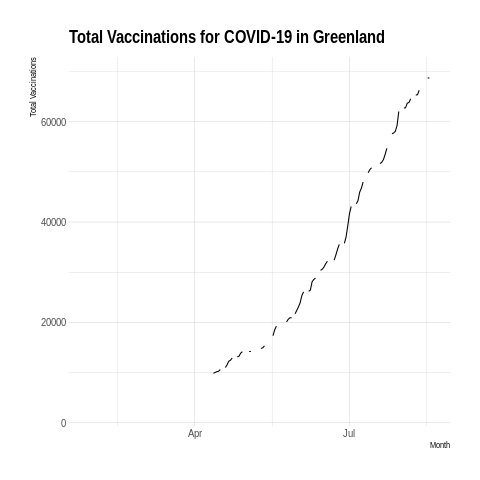 Total Vaccinations for COVID-19 in Greenland
Total Vaccinations
60000
40000
20000
0
Apr
Jul
Month